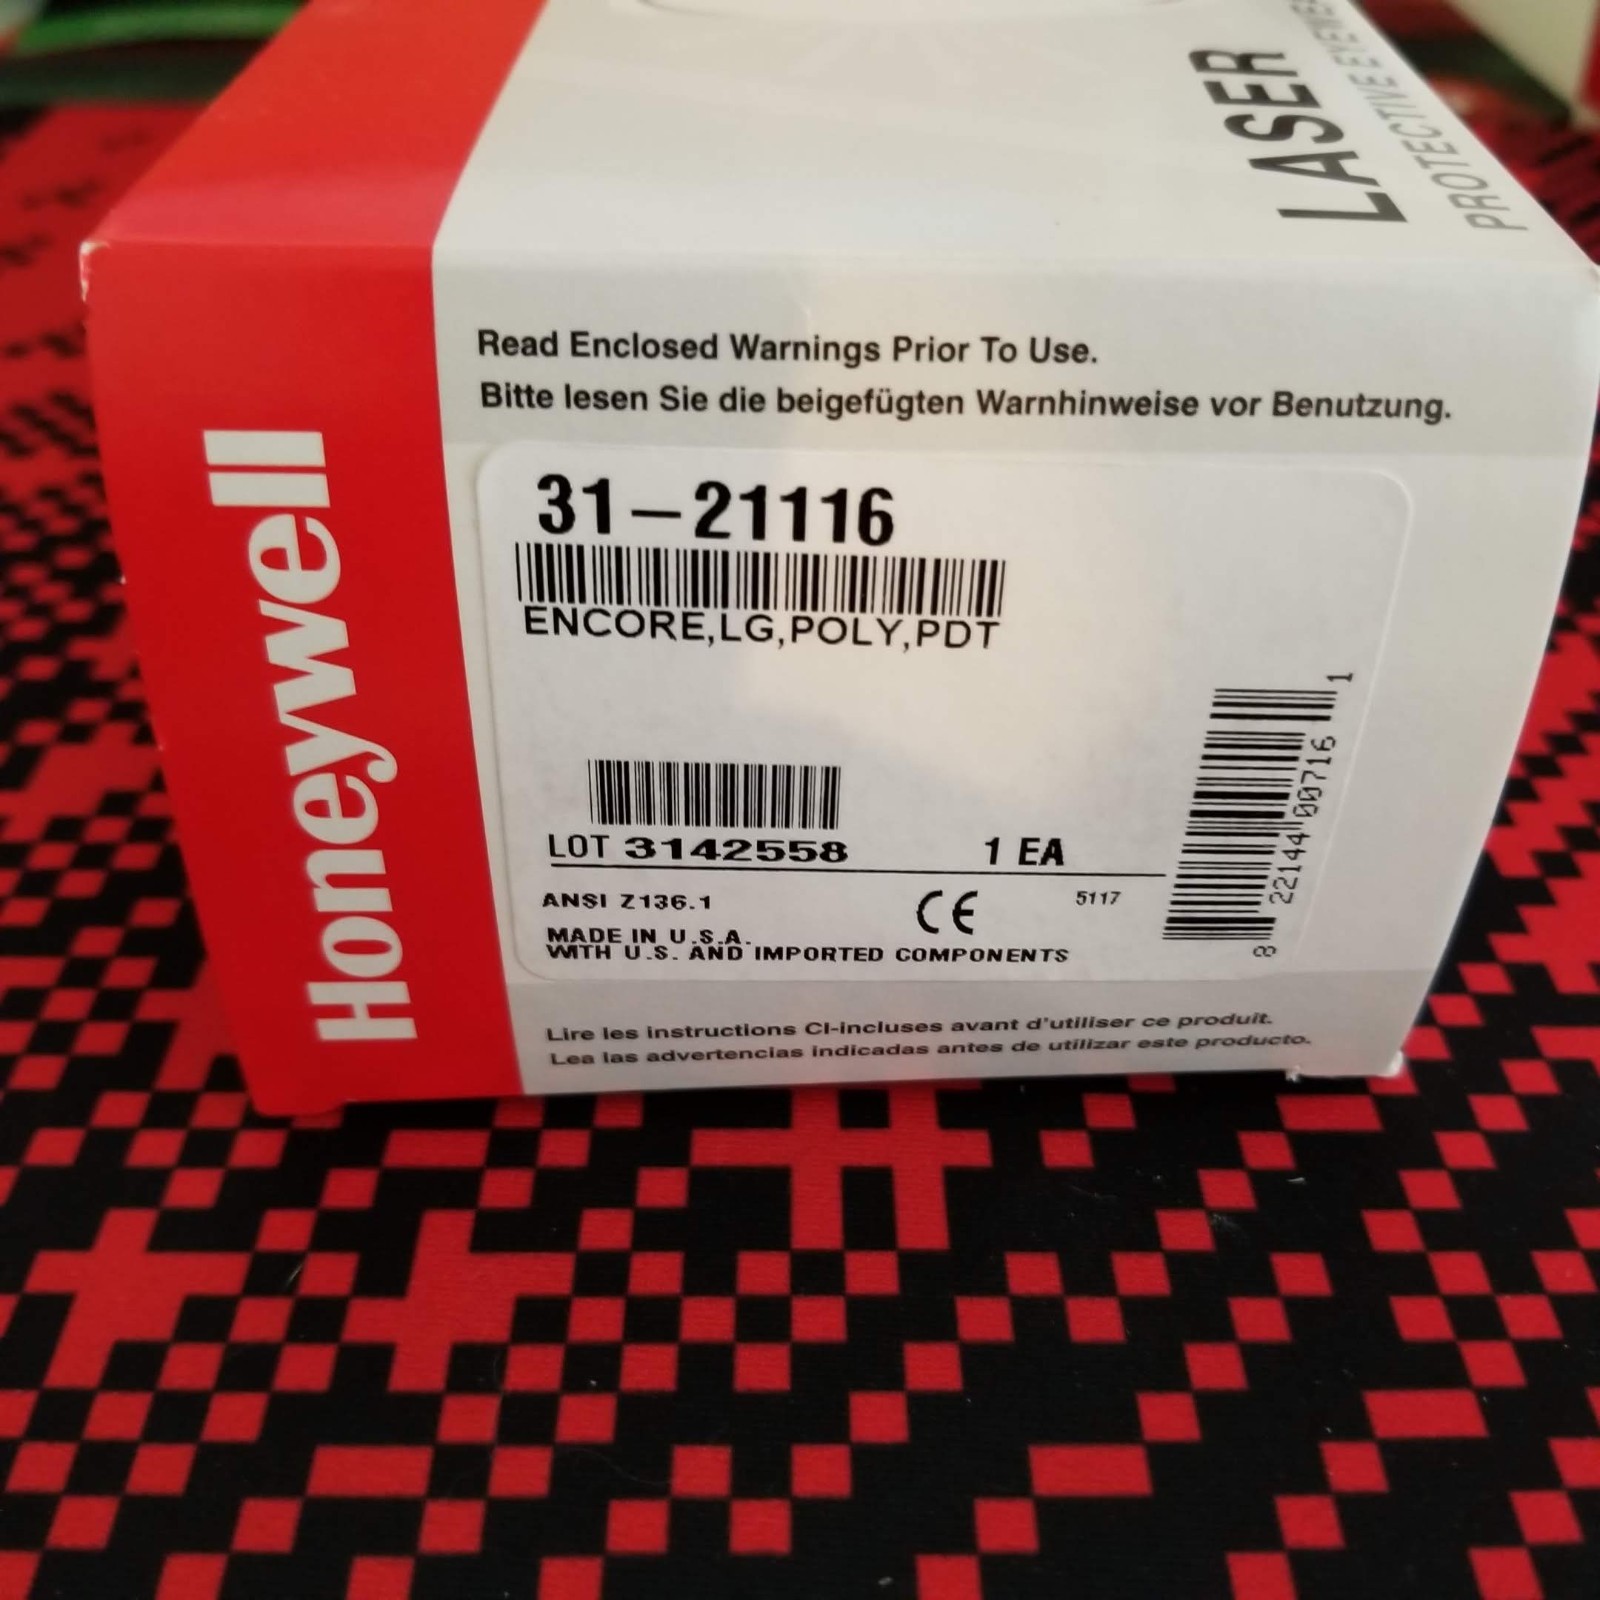 LASER
PROTECTIVE
Honeywell
Read Enclosed Warnings Prior To Use.
Bitte lesen Sie die beigefügten Warnhinweise vor Benutzung.
31-21116
ENCORE,LG,POLY,PDT
LOT 3142558 1 EA
ANSI Z136.1 CE 5117
MADE IN U.S.A.
WITH U.S. AND IMPORTED COMPONENTS
8 22144 00716 1
Lire les instructions CI-incluses avant d'utiliser ce produit.
Lea las advertencias indicadas antes de utilizar este producto.